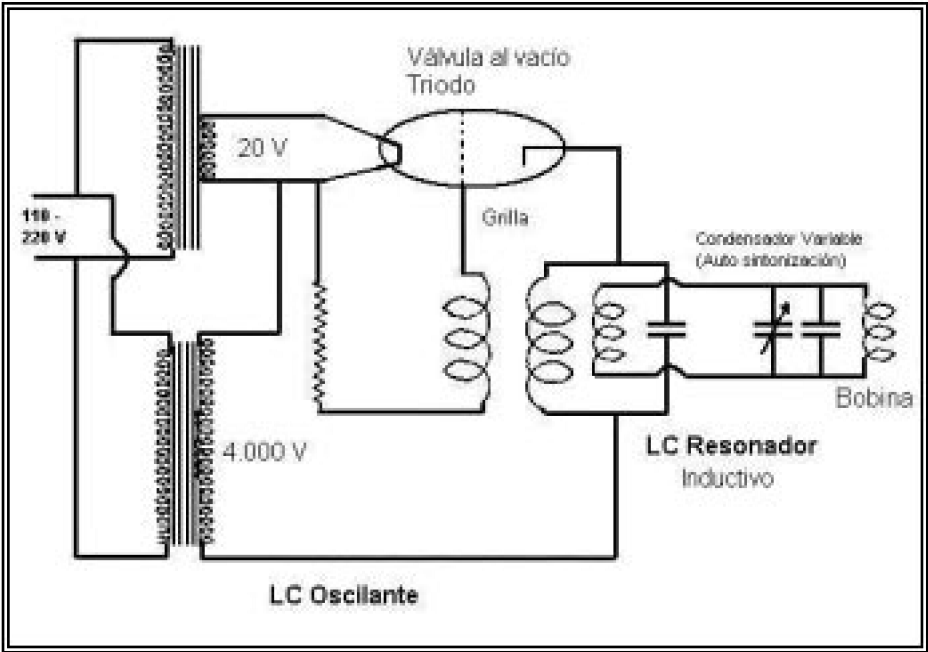 Válvula al vacío
Triodo
20 V
110 -
220 V
Grilla
Condensador Variable
(Auto sintonización)
Bobina
4.000 V
LC Resonador
Inductivo
LC Oscilante